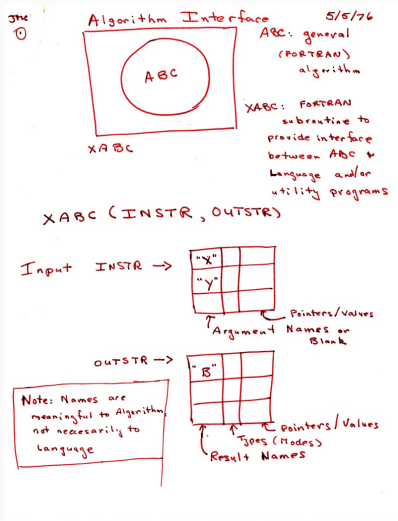 JMC
Algorithm Interface
5/5/76
1
ABC
XABC
ABC: general
(FORTRAN)
algorithm
XABC: FORTRAN
subroutine to
provide interface
between ABC &
Language and/or
utility programs
XABC (INSTR, OUTSTR)
Input INSTR →
"X"
"Y"
Pointers/Values
Argument Names or
Blank
OUTSTR →
"B"
Pointers/Values
Types (Modes)
Result Names
Note: Names are
meaningful to Algorithm,
not necessarily to
Language